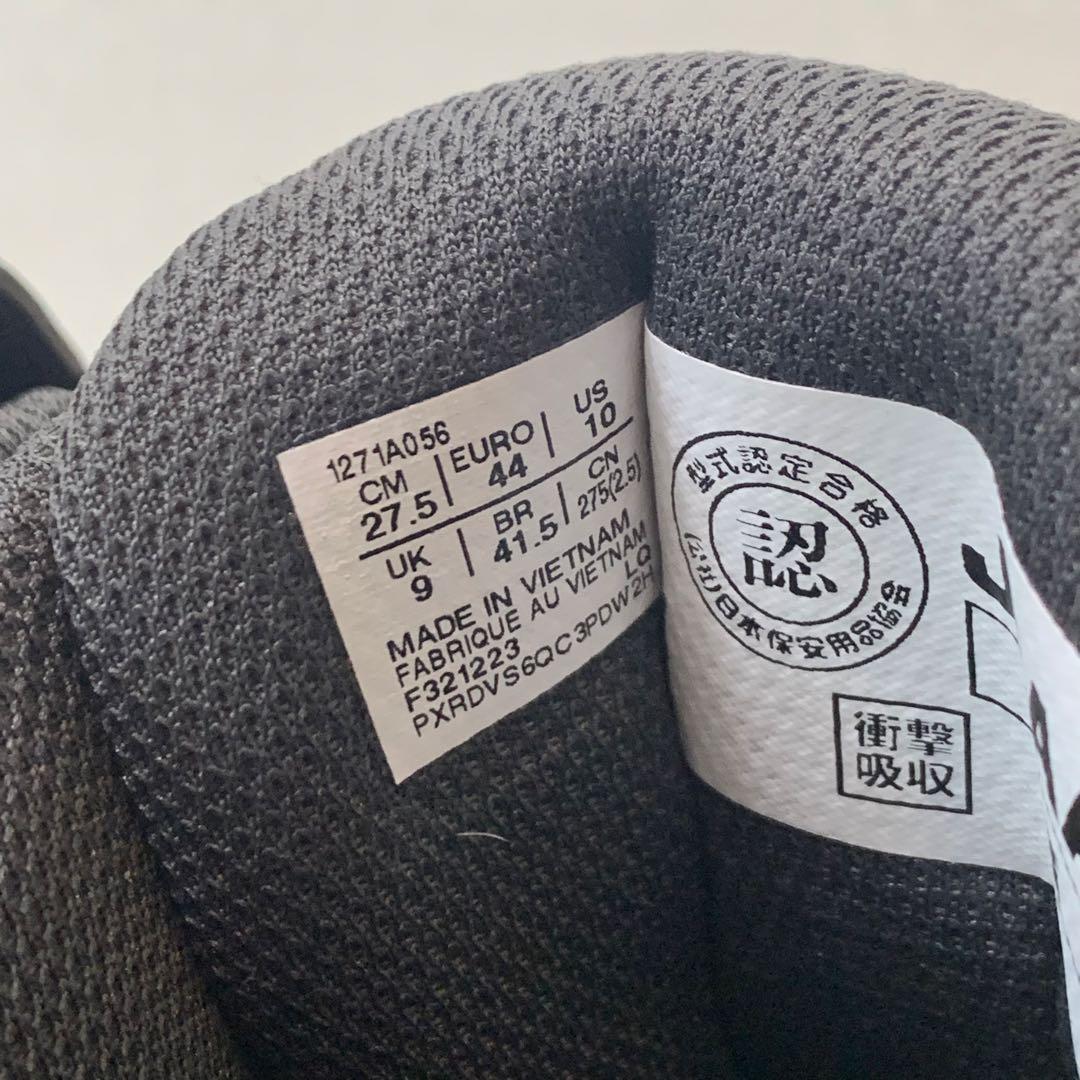 1271A056
CM 27.5 | EURO 44 | US 10
UK 9 | BR 41.5 | CN 275(2.5)
MADE IN VIETNAM
FABRIQUE AU VIETNAM
F321223 LQ
PXRDVS6QC3PDW2H
型式認定合格
認
(公社)日本保安用品協会
衝撃
吸収